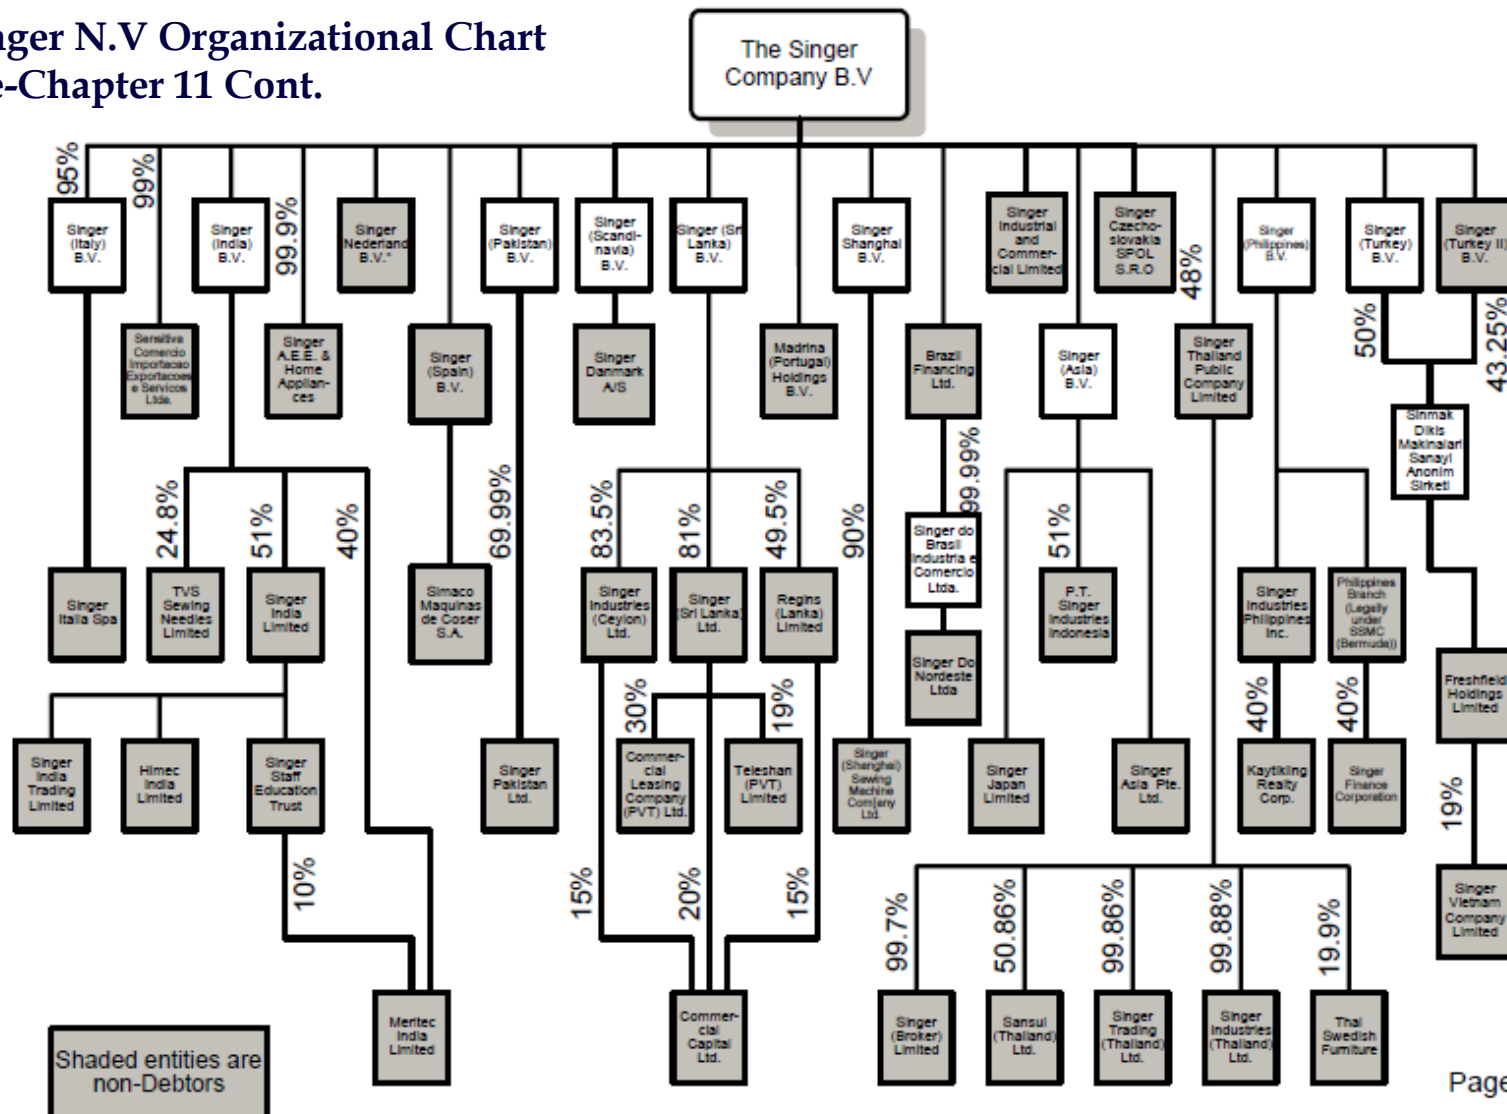 nger N.V Organizational Chart
e-Chapter 11 Cont.
The Singer
Company B.V
95%
99%
99.9%
48%
50%
43.25%
Singer
(Italy)
B.V.
Singer
(India)
B.V.
Singer
Nederland
B.V.*
Singer
(Pakistan)
B.V.
Singer
(Scandi-
navia)
B.V.
Singer (Sri
Lanka)
B.V.
Singer
Shanghai
B.V.
Singer
Industrial
and
Commer-
cial Limited
Singer
Czecho-
slovakia
SPOL
S.R.O
Singer
(Philippines)
B.V.
Singer
(Turkey)
B.V.
Singer
(Turkey II)
B.V.
Sensitive
Comercio
Importacao
Exportacoes
e Servicos
Ltda.
Singer
A.E.E. &
Home
Applian-
ces
Singer
(Spain)
B.V.
Singer
Danmark
A/S
Madrina
(Portugal)
Holdings
B.V.
Brazil
Financing
Ltd.
Singer
(Asia)
B.V.
Singer
Thailand
Public
Company
Limited
Sinmak
Dikis
Makinalari
Sanayi
Anonim
Sirketi
24.8%
51%
40%
69.99%
83.5%
81%
49.5%
90%
99.99%
51%
Singer do
Brasil
Industria e
Comercio
Ltda.
Singer
Italia Spa
TVS
Sewing
Needles
Limited
Singer
India
Limited
Simaco
Maquinas
de Coser
S.A.
Singer
Industries
(Ceylon)
Ltd.
Singer
(Sri Lanka)
Ltd.
Regins
(Lanka)
Limited
Singer Do
Nordeste
Ltda
P.T.
Singer
Industries
Indonesia
Singer
Industries
Philippines
Inc.
Philippines
Branch
(Legally
under
SSMC
(Bermuda))
Freshfield
Holdings
Limited
30%
19%
40%
40%
19%
Singer
India
Trading
Limited
Himec
India
Limited
Singer
Staff
Education
Trust
Singer
Pakistan
Ltd.
Commer-
cial
Leasing
Company
(PVT) Ltd.
Teleshan
(PVT)
Limited
Singer
(Shanghai)
Sewing
Machine
Com[any
Ltd.
Singer
Japan
Limited
Singer
Asia Pte.
Ltd.
Kaytikling
Realty
Corp.
Singer
Finance
Corporation
10%
15%
20%
15%
99.7%
50.86%
99.86%
99.88%
19.9%
Singer
Vietnam
Company
Limited
Meritec
India
Limited
Commer-
cial
Capital
Ltd.
Singer
(Broker)
Limited
Sansui
(Thailand)
Ltd.
Singer
Trading
(Thailand)
Ltd.
Singer
Industries
(Thailand)
Ltd.
Thai
Swedish
Furniture
Shaded entities are
non-Debtors
Page